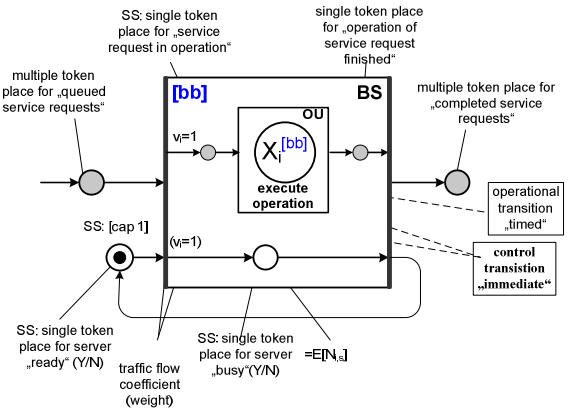 SS: single token
place for „service
request in operation“
single token place
for „operation of
service request
finished“
multiple token
place for „queued
service requests“
multiple token place for
„completed service
requests“
[bb]
BS
OU
vi=1
Xi[bb]
execute
operation
operational
transition
„timed“
SS: [cap 1]
(vi=1)
control
transistion
„immediate“
SS: single token
place for server
„ready“ (Y/N)
traffic flow
coefficient
(weight)
SS: single token
place for server
„busy“(Y/N)
=E[Ni,s]